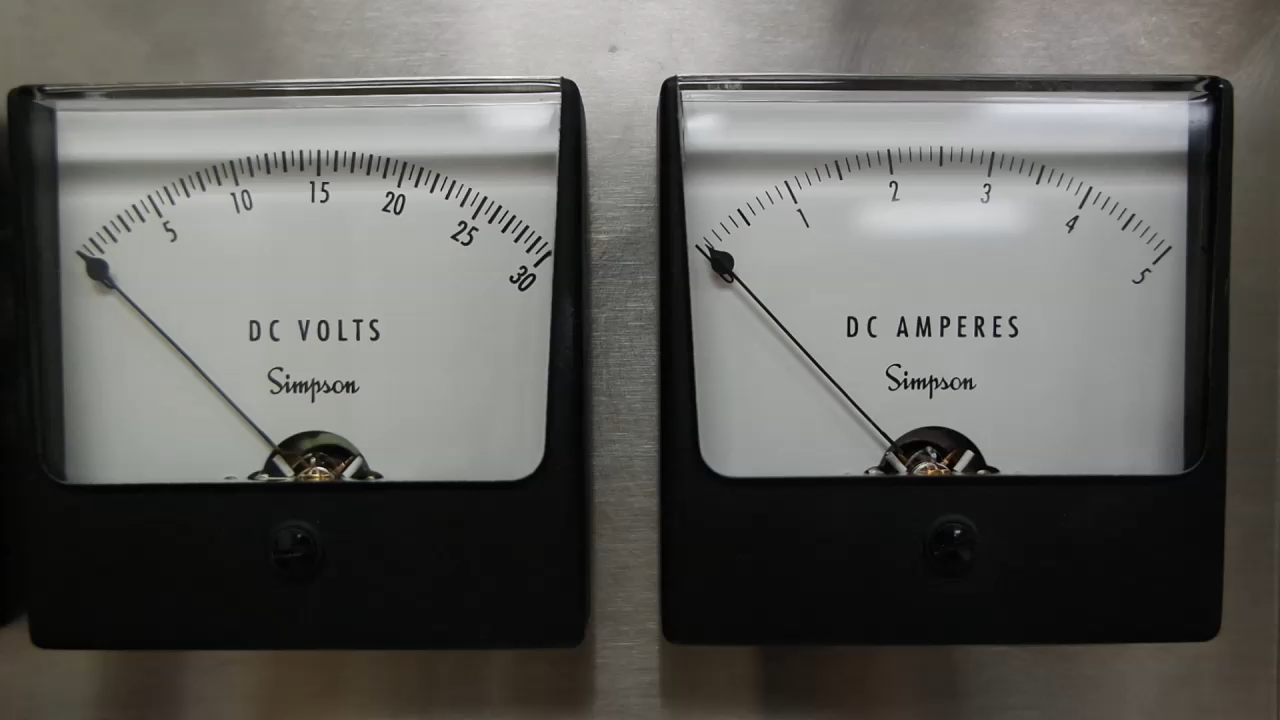 5 10 15 20 25 30
DC VOLTS
Simpson
1 2 3 4 5
DC AMPERES
Simpson